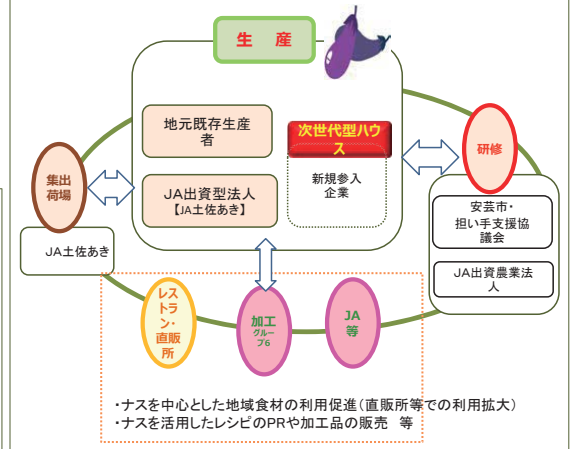 生 産
地元既存生産
者
次世代型ハウ
ス
新規参入
企業
JA出資型法人
【JA土佐あき】
集出
荷場
JA土佐あき
研修
安芸市・
担い手支援協
議会
JA出資農業法
人
レス
トラン・
直販
所
加工
グルー
プ6
JA
等
・ナスを中心とした地域食材の利用促進(直販所等での利用拡大)
・ナスを活用したレシピのPRや加工品の販売 等